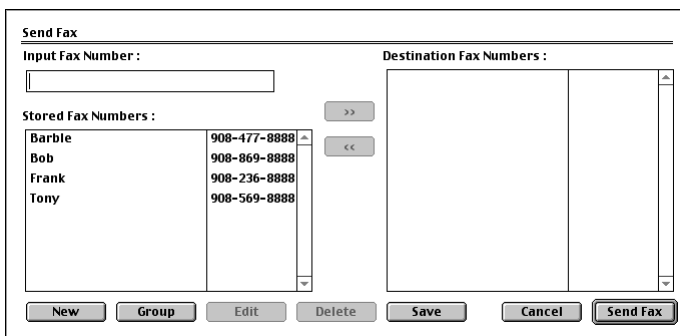 Send Fax
Input Fax Number :
Destination Fax Numbers :
>>
Stored Fax Numbers :
<<
Barble 908-477-8888
Bob 908-869-8888
Frank 908-236-8888
Tony 908-569-8888
New Group Edit Delete Save Cancel Send Fax